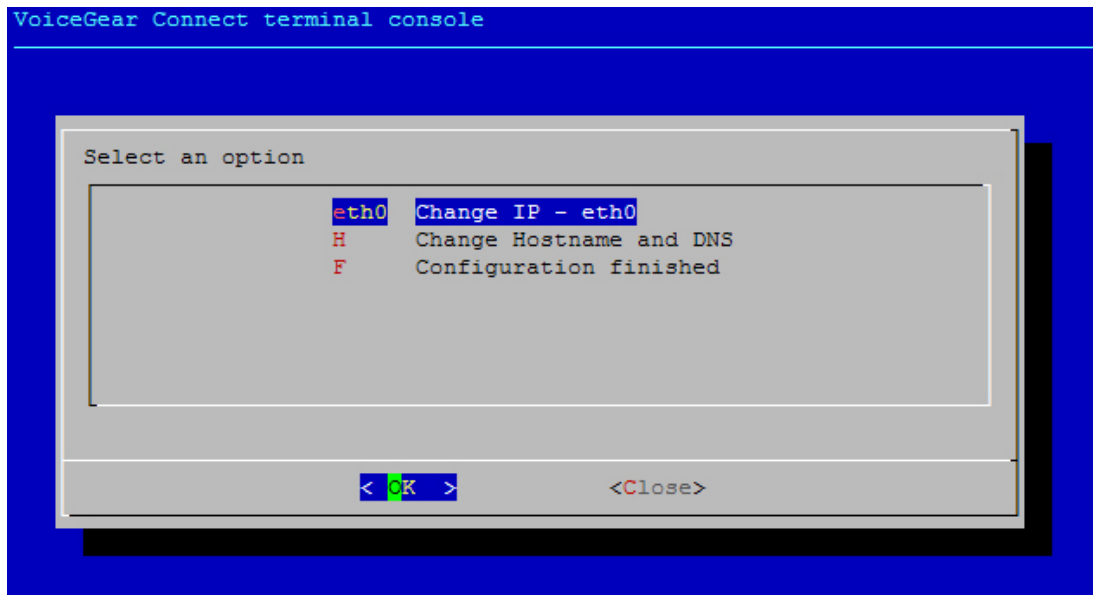 VoiceGear Connect terminal console
Select an option
eth0 Change IP - eth0
H Change Hostname and DNS
F Configuration finished
< OK > <Close>